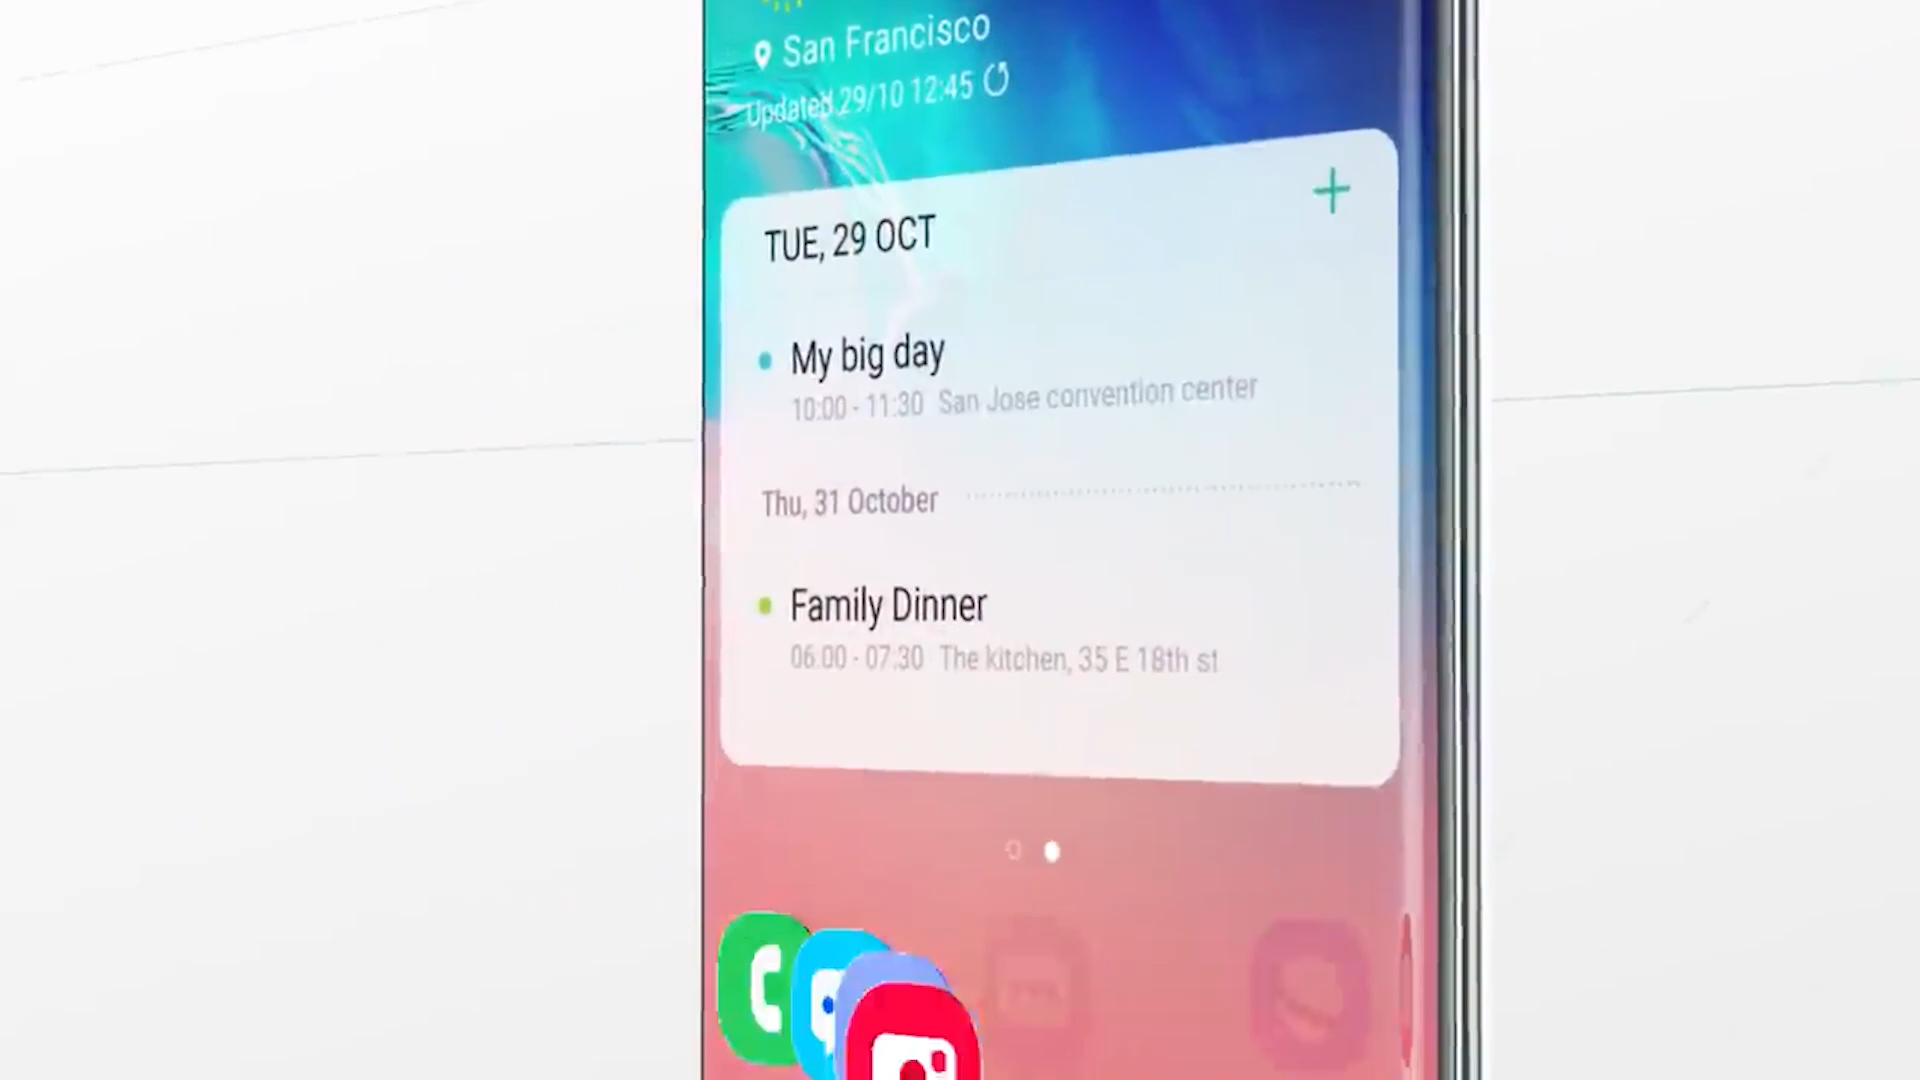 San Francisco
Updated 29/10 12:45
TUE, 29 OCT
My big day
10:00 - 11:30 San Jose convention center
Thu, 31 October
Family Dinner
06:00 - 07:30 The kitchen, 35 E 18th st